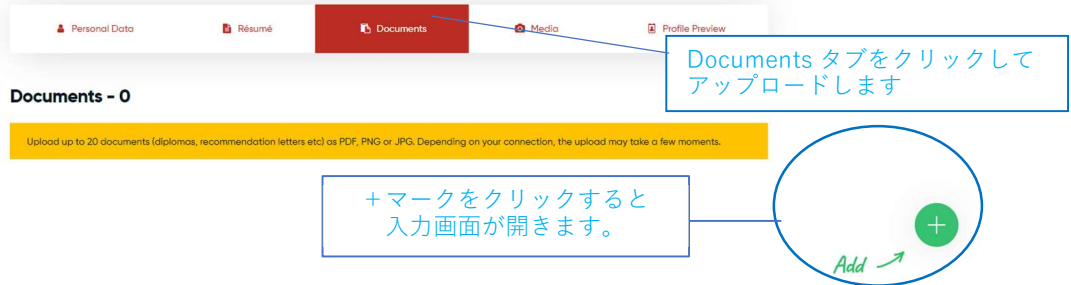 Personal Data
Résumé
Documents
Media
Profile Preview
Documents タブをクリックして
アップロードします
Documents - 0
Upload up to 20 documents (diplomas, recommendation letters etc) as PDF, PNG or JPG. Depending on your connection, the upload may take a few moments.
＋マークをクリックすると
入力画面が開きます。
Add